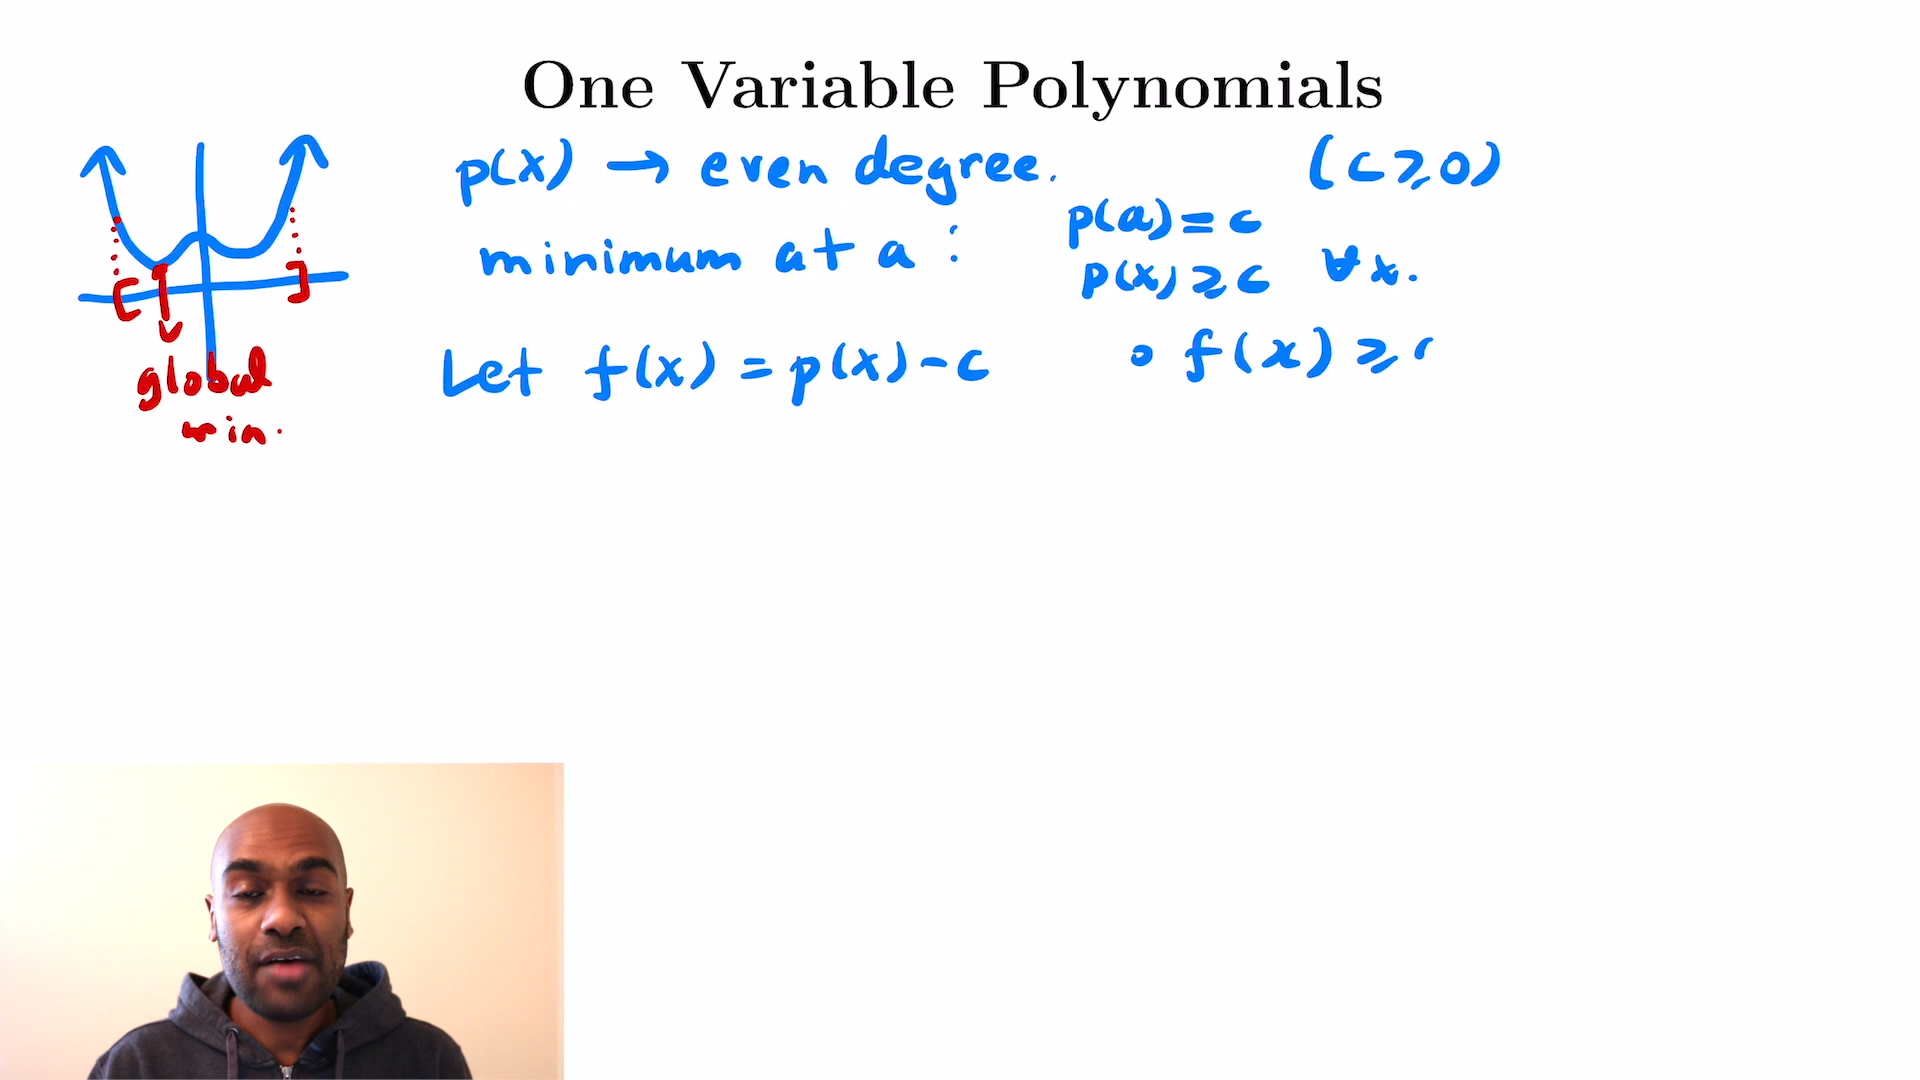 One Variable Polynomials
p(x) → even degree. (c ⩾ 0)
minimum at a : p(a) = c
p(x) ⩾ c ∀ x.
Let f(x) = p(x) - c ∘ f(x) ⩾
global
min.